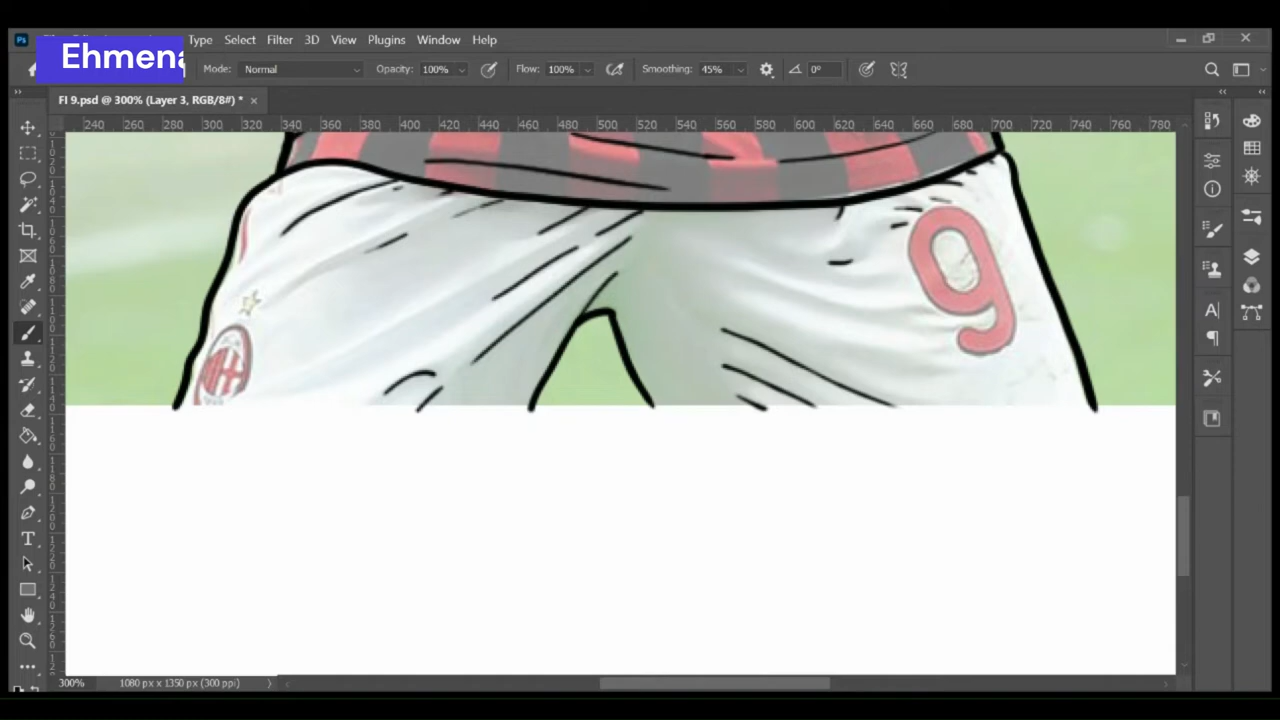 Ehmena
Type Select Filter 3D View Plugins Window Help
Mode: Normal Opacity: 100% Flow: 100% Smoothing: 45% 0°
FI 9.psd @ 300% (Layer 3, RGB/8#) * ×
240 260 280 300 320 340 360 380 400 420 440 460 480 500 520 540 560 580 600 620 640 660 680 700 720 740 760 780
9
300% 1080 px x 1350 px (300 ppi)